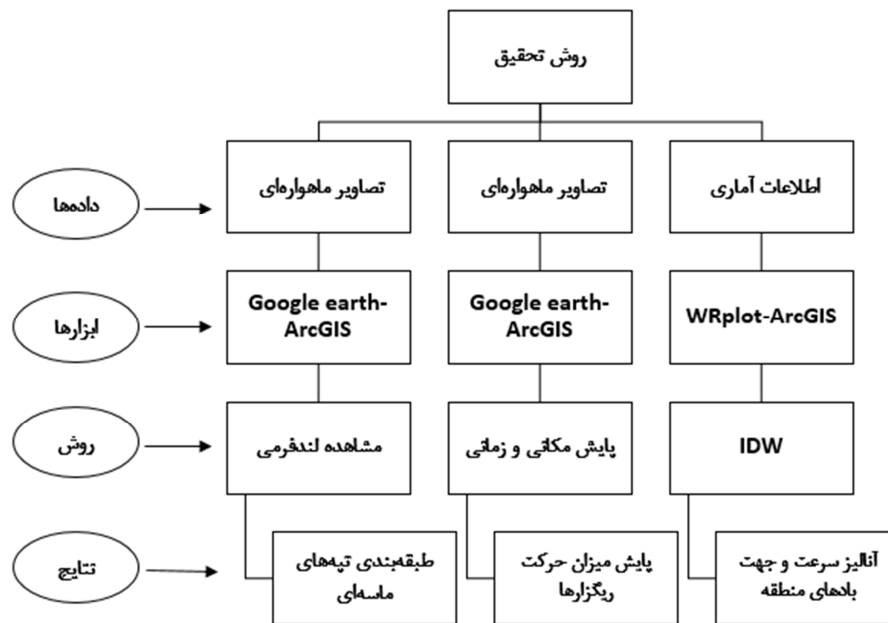 روش تحقیق
داده‌ها
اطلاعات آماری
تصاویر ماهواره‌ای
تصاویر ماهواره‌ای
ابزارها
WRplot-ArcGIS
Google earth-
ArcGIS
Google earth-
ArcGIS
روش
IDW
پایش مکانی و زمانی
مشاهده لندفرمی
نتایج
آنالیز سرعت و جهت
بادهای منطقه
پایش میزان حرکت
ریگزارها
طبقه‌بندی تپه‌های
ماسه‌ای